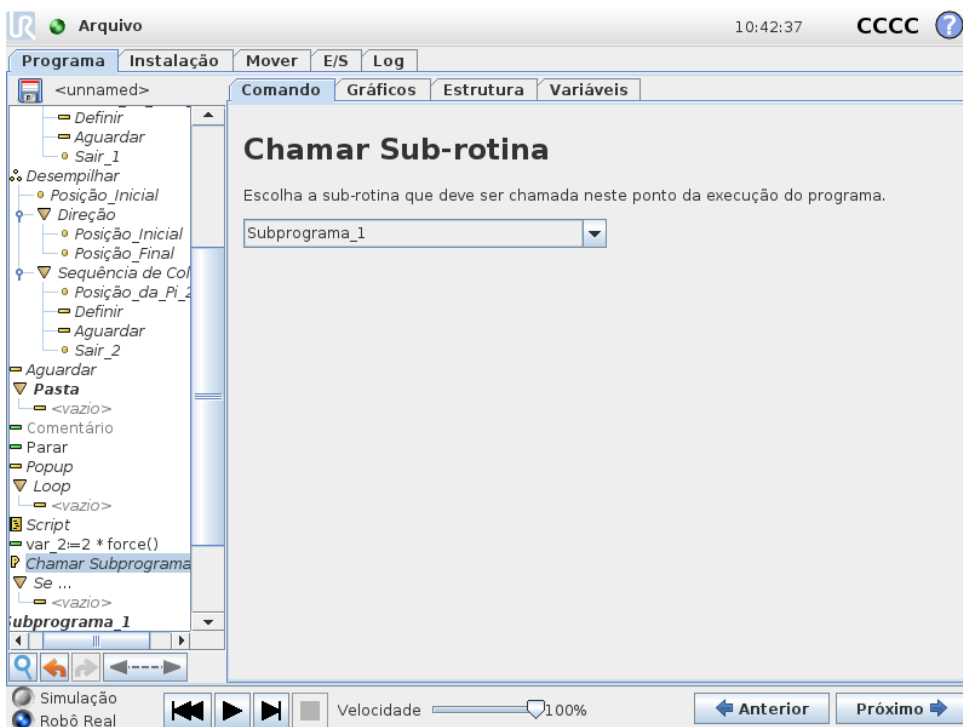 Arquivo 10:42:37 CCCC ?
Programa Instalação Mover E/S Log
<unnamed>
Comando Gráficos Estrutura Variáveis
Definir
Aguardar
Sair_1
Desempilhar
Posição_Inicial
Direção
Posição_Inicial
Posição_Final
Sequência de Col
Posição_da_Pi_2
Definir
Aguardar
Sair_2
Aguardar
Pasta
<vazio>
Comentário
Parar
Popup
Loop
<vazio>
Script
var_2:=2 * force()
Chamar Subprograma
Se ...
<vazio>
ubprograma_1
Chamar Sub-rotina
Escolha a sub-rotina que deve ser chamada neste ponto da execução do programa.
Subprograma_1
Simulação
Robô Real
Velocidade 100%
Anterior Próximo